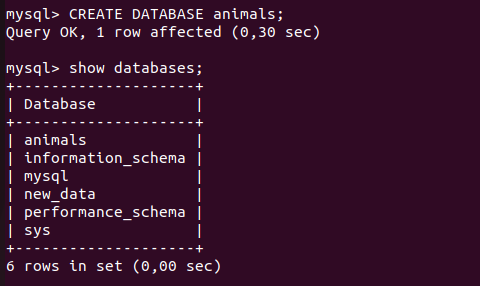 mysql> CREATE DATABASE animals;
Query OK, 1 row affected (0,30 sec)
mysql> show databases;
+--------------------+
| Database           |
+--------------------+
| animals            |
| information_schema |
| mysql              |
| new_data           |
| performance_schema |
| sys                |
+--------------------+
6 rows in set (0,00 sec)